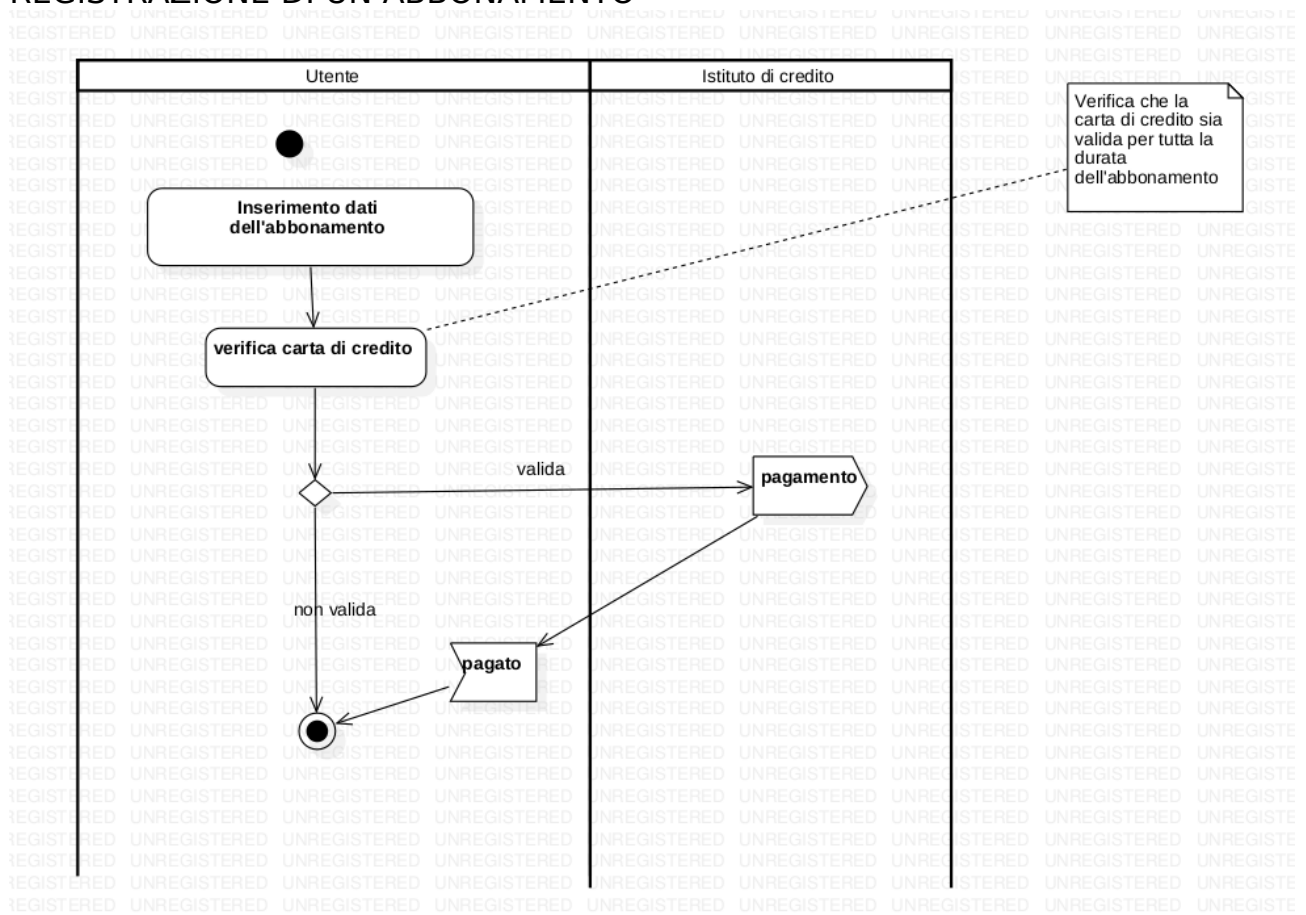 REGISTRAZIONE DI UN ABBONAMENTO
Utente
Istituto di credito
Verifica che la
carta di credito sia
valida per tutta la
durata
dell'abbonamento
Inserimento dati
dell'abbonamento
verifica carta di credito
valida
pagamento
non valida
pagato
UNREGISTERED